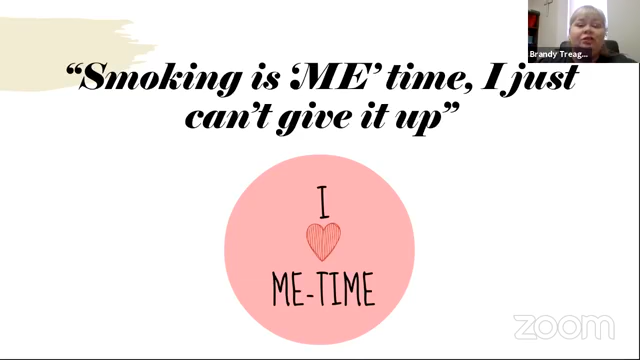 Brandy Treag...
“Smoking is ‘ME’ time, I just
can’t give it up”
I
ME-TIME
zoom